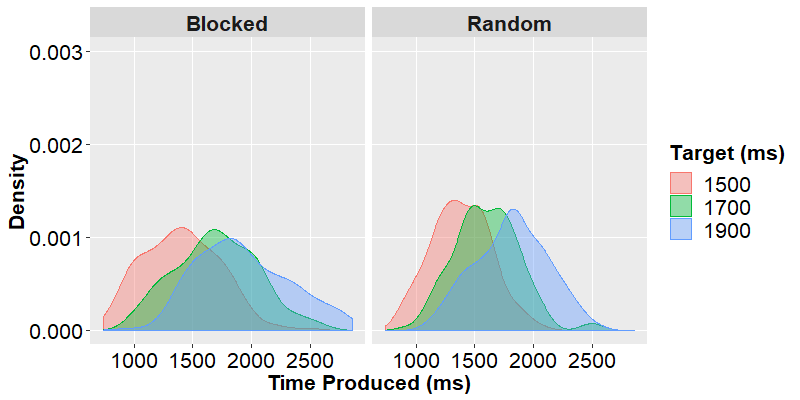 Blocked
Random
0.003
0.002
0.001
0.000
Density
1000 1500 2000 2500
1000 1500 2000 2500
Time Produced (ms)
Target (ms)
1500
1700
1900